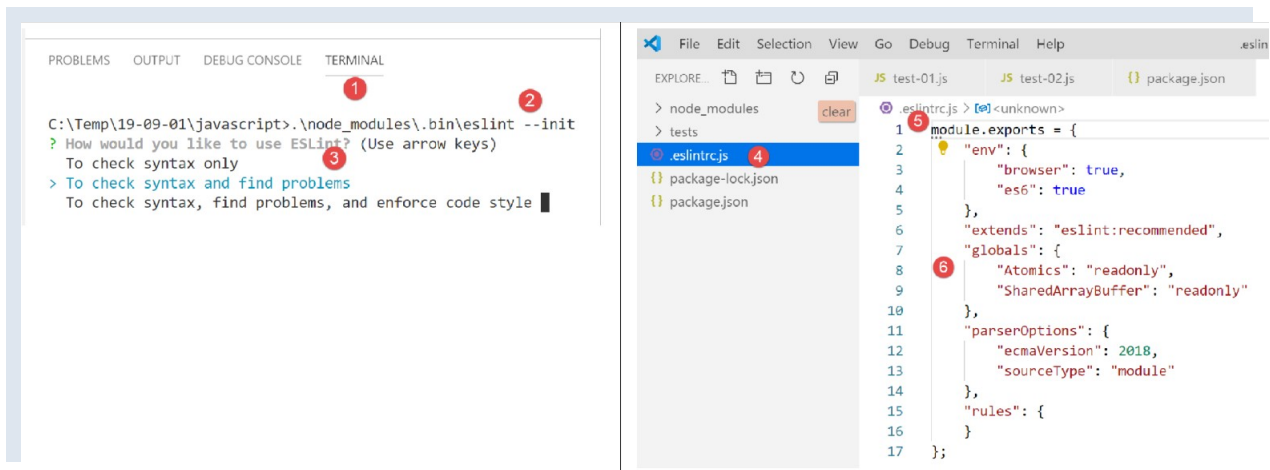 PROBLEMS OUTPUT DEBUG CONSOLE TERMINAL
1
2
C:\Temp\19-09-01\javascript>.\node_modules\.bin\eslint --init
? How would you like to use ESLint? (Use arrow keys)
3
To check syntax only
> To check syntax and find problems
To check syntax, find problems, and enforce code style
File Edit Selection View Go Debug Terminal Help .eslin
EXPLORE...
> node_modules
clear
> tests
.eslintrc.js 4
{} package-lock.json
{} package.json
JS test-01.js JS test-02.js {} package.json
.eslintrc.js > <unknown>
5
1 module.exports = {
2 "env": {
3 "browser": true,
4 "es6": true
5 },
6 "extends": "eslint:recommended",
7 "globals": {
6
8 "Atomics": "readonly",
9 "SharedArrayBuffer": "readonly"
10 },
11 "parserOptions": {
12 "ecmaVersion": 2018,
13 "sourceType": "module"
14 },
15 "rules": {
16 }
17 };